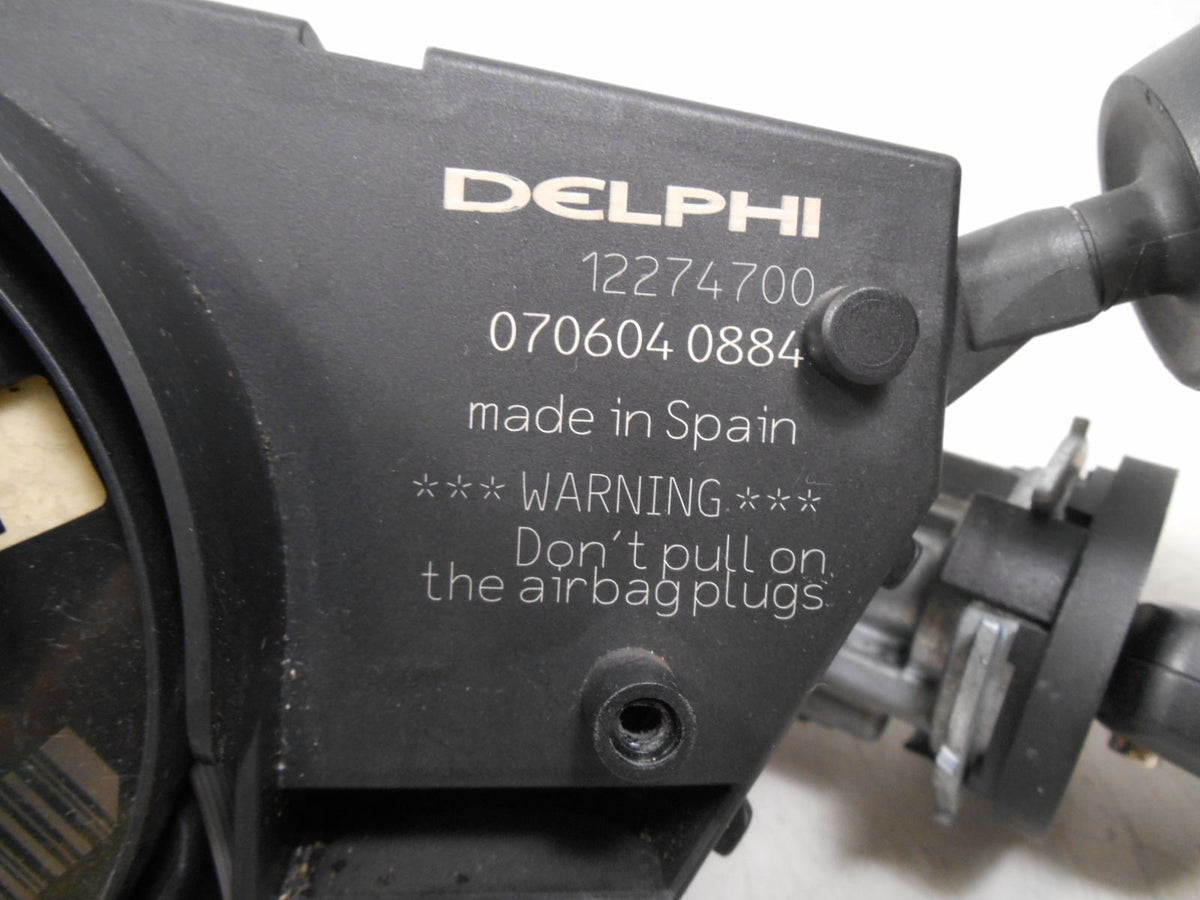 DELPHI
12274700
070604 0884
made in Spain
*** WARNING ***
Don't pull on
the airbag plugs